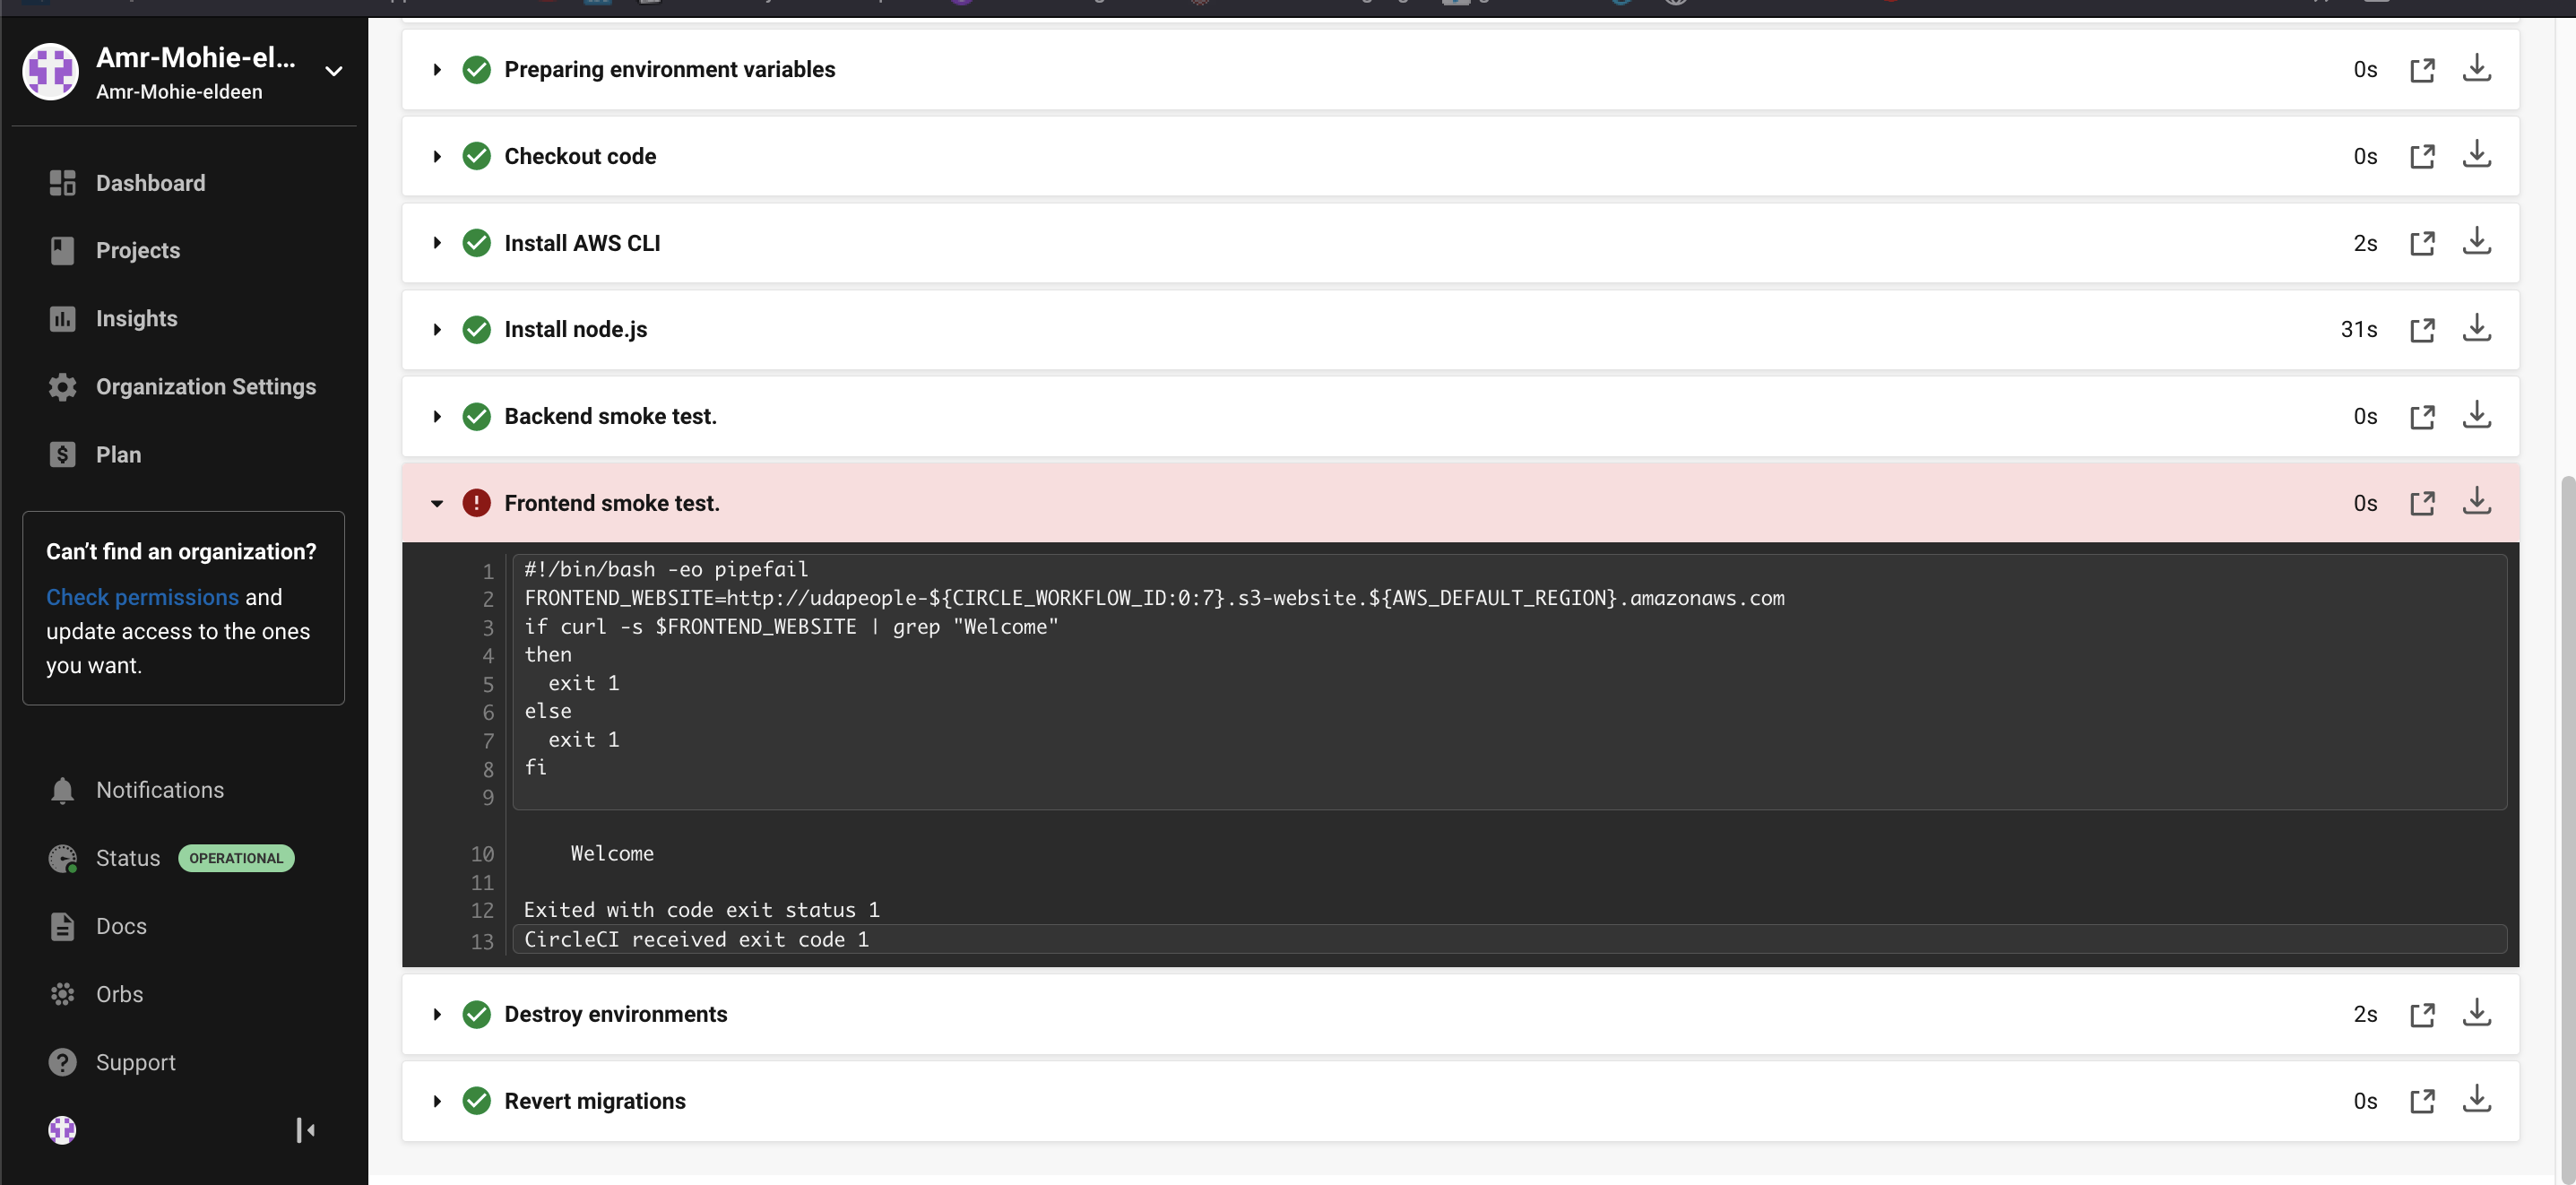 Amr-Mohie-el...
Amr-Mohie-eldeen
Dashboard
Projects
Insights
Organization Settings
Plan
Can't find an organization?
Check permissions and
update access to the ones
you want.
Notifications
Status OPERATIONAL
Docs
Orbs
Support
Preparing environment variables 0s
Checkout code 0s
Install AWS CLI 2s
Install node.js 31s
Backend smoke test. 0s
Frontend smoke test. 0s
1 #!/bin/bash -eo pipefail
2 FRONTEND_WEBSITE=http://udapeople-${CIRCLE_WORKFLOW_ID:0:7}.s3-website.${AWS_DEFAULT_REGION}.amazonaws.com
3 if curl -s $FRONTEND_WEBSITE | grep "Welcome"
4 then
5 exit 1
6 else
7 exit 1
8 fi
9
10 Welcome
11
12 Exited with code exit status 1
13 CircleCI received exit code 1
Destroy environments 2s
Revert migrations 0s